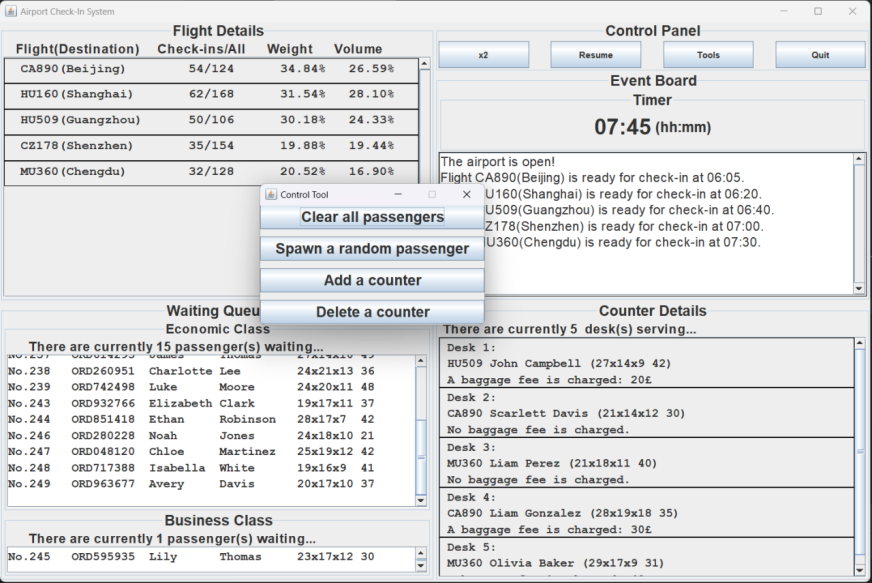 Airport Check-In System
Flight Details
Flight(Destination) Check-ins/All Weight Volume
CA890(Beijing) 54/124 34.84% 26.59%
HU160(Shanghai) 62/168 31.54% 28.10%
HU509(Guangzhou) 50/106 30.18% 24.33%
CZ178(Shenzhen) 35/154 19.88% 19.44%
MU360(Chengdu) 32/128 20.52% 16.90%
Control Panel
x2 Resume Tools Quit
Event Board
Timer
07:45 (hh:mm)
The airport is open!
Flight CA890(Beijing) is ready for check-in at 06:05.
U160(Shanghai) is ready for check-in at 06:20.
U509(Guangzhou) is ready for check-in at 06:40.
Z178(Shenzhen) is ready for check-in at 07:00.
U360(Chengdu) is ready for check-in at 07:30.
Control Tool
Clear all passengers
Spawn a random passenger
Add a counter
Delete a counter
Waiting Queu
Economic Class
There are currently 15 passenger(s) waiting...
No.238 ORD260951 Charlotte Lee 24x21x13 36
No.239 ORD742498 Luke Moore 24x20x11 48
No.243 ORD932766 Elizabeth Clark 19x17x11 37
No.244 ORD851418 Ethan Robinson 28x17x7 42
No.246 ORD280228 Noah Jones 24x18x10 21
No.247 ORD048120 Chloe Martinez 25x19x12 42
No.248 ORD717388 Isabella White 19x16x9 41
No.249 ORD963677 Avery Davis 20x17x10 37
Business Class
There are currently 1 passenger(s) waiting...
No.245 ORD595935 Lily Thomas 23x17x12 30
Counter Details
There are currently 5 desk(s) serving...
Desk 1:
HU509 John Campbell (27x14x9 42)
A baggage fee is charged: 20£
Desk 2:
CA890 Scarlett Davis (21x14x12 30)
No baggage fee is charged.
Desk 3:
MU360 Liam Perez (21x18x11 40)
No baggage fee is charged.
Desk 4:
CA890 Liam Gonzalez (28x19x18 35)
A baggage fee is charged: 30£
Desk 5:
MU360 Olivia Baker (29x17x9 31)